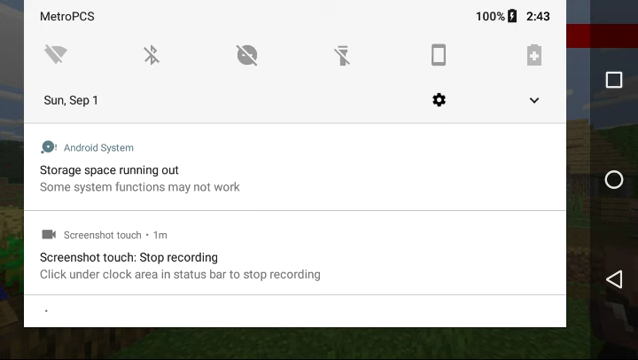 MetroPCS 100% 2:43
Sun, Sep 1
Android System
Storage space running out
Some system functions may not work
Screenshot touch • 1m
Screenshot touch: Stop recording
Click under clock area in status bar to stop recording